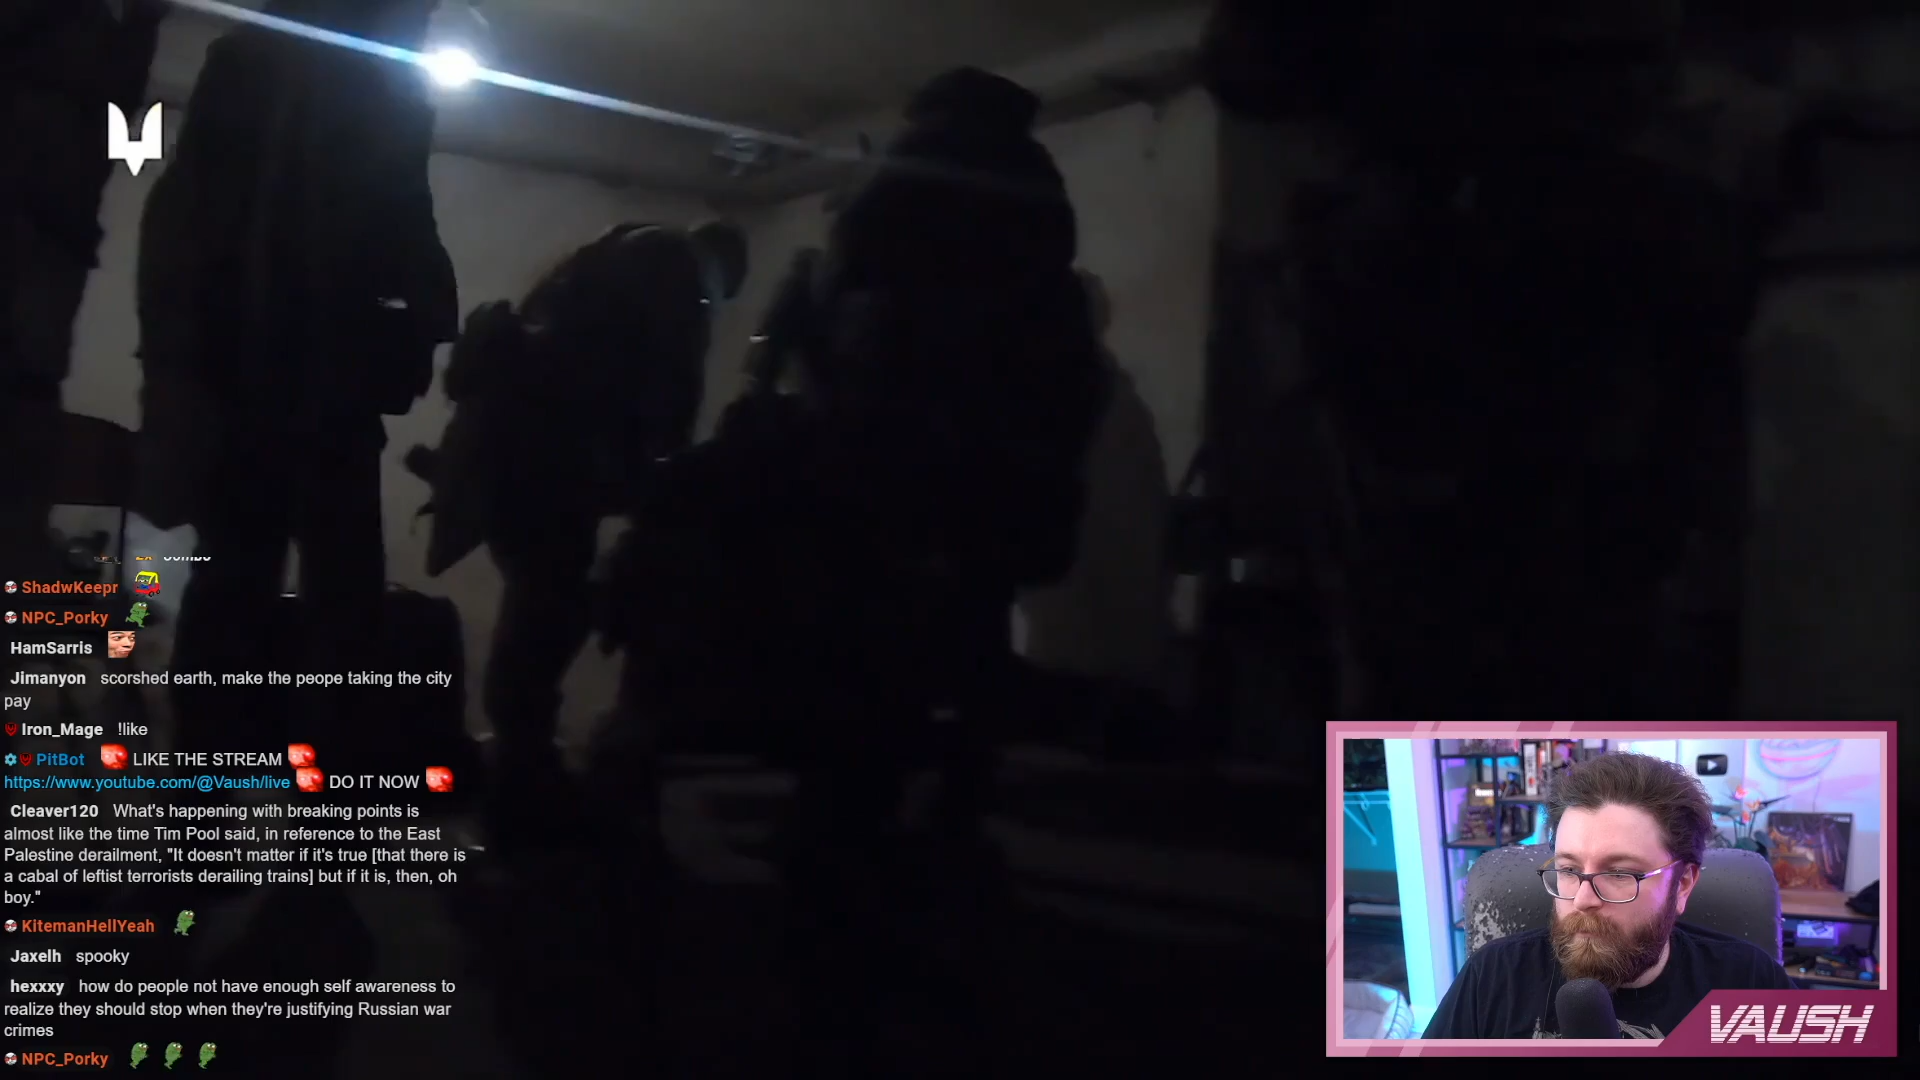 ShadwKeepr
NPC_Porky
HamSarris
Jimanyon scorshed earth, make the peope taking the city
pay
Iron_Mage !like
PitBot LIKE THE STREAM
https://www.youtube.com/@Vaush/live DO IT NOW
Cleaver120 What's happening with breaking points is
almost like the time Tim Pool said, in reference to the East
Palestine derailment, "It doesn't matter if it's true [that there is
a cabal of leftist terrorists derailing trains] but if it is, then, oh
boy."
KitemanHellYeah
Jaxelh spooky
hexxxy how do people not have enough self awareness to
realize they should stop when they're justifying Russian war
crimes
NPC_Porky
VAUSH